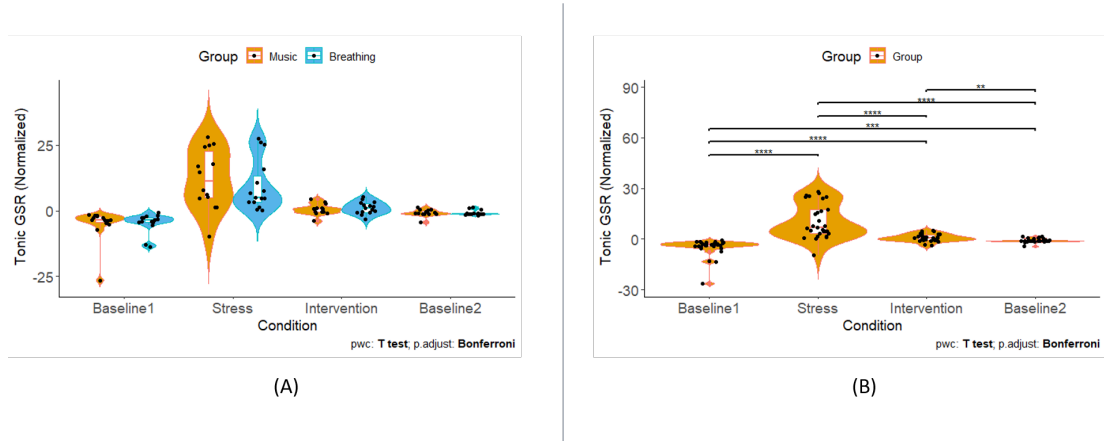 Group Music Breathing
Tonic GSR (Normalized)
25
0
-25
Baseline1 Stress Intervention Baseline2
Condition
pwc: T test; p.adjust: Bonferroni
(A)
Group Group
Tonic GSR (Normalized)
90
60
30
0
-30
**
****
****
***
****
****
Baseline1 Stress Intervention Baseline2
Condition
pwc: T test; p.adjust: Bonferroni
(B)